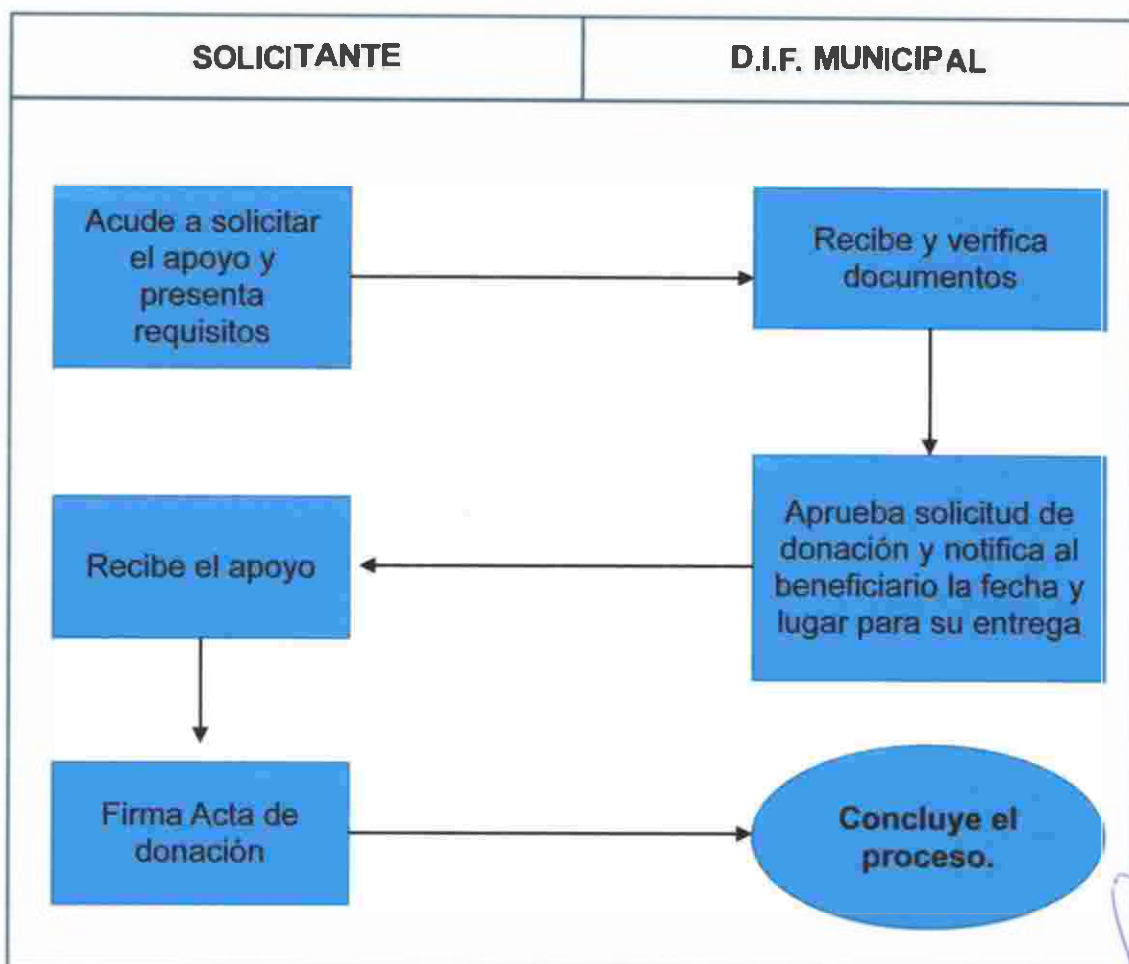 SOLICITANTE
D.I.F. MUNICIPAL
Acude a solicitar
el apoyo y
presenta
requisitos
Recibe y verifica
documentos
Aprueba solicitud de
donación y notifica al
beneficiario la fecha y
lugar para su entrega
Recibe el apoyo
Firma Acta de
donación
Concluye el
proceso.